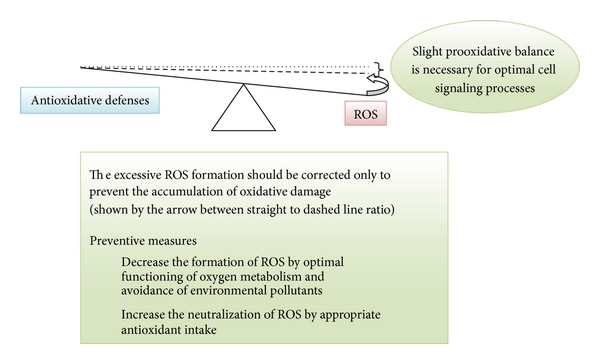 Slight prooxidative balance
is necessary for optimal cell
signaling processes
Antioxidative defenses
ROS
The excessive ROS formation should be corrected only to
prevent the accumulation of oxidative damage
(shown by the arrow between straight to dashed line ratio)
Preventive measures
Decrease the formation of ROS by optimal
functioning of oxygen metabolism and
avoidance of environmental pollutants
Increase the neutralization of ROS by appropriate
antioxidant intake